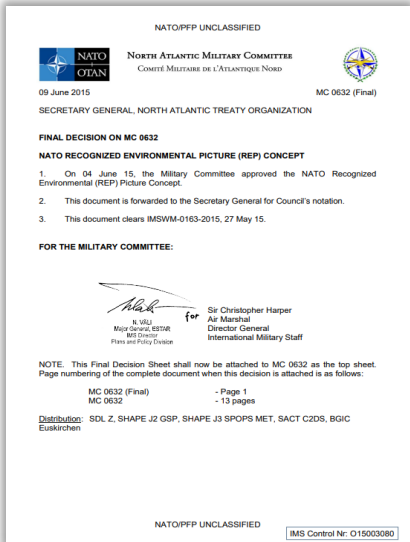 NATO/PFP UNCLASSIFIED
NATO
OTAN
NORTH ATLANTIC MILITARY COMMITTEE
COMITÉ MILITAIRE DE L'ATLANTIQUE NORD
09 June 2015 MC 0632 (Final)
SECRETARY GENERAL, NORTH ATLANTIC TREATY ORGANIZATION
FINAL DECISION ON MC 0632
NATO RECOGNIZED ENVIRONMENTAL PICTURE (REP) CONCEPT
1. On 04 June 15, the Military Committee approved the NATO Recognized
Environmental (REP) Picture Concept.
2. This document is forwarded to the Secretary General for Council's notation.
3. This document clears IMSWM-0163-2015, 27 May 15.
FOR THE MILITARY COMMITTEE:
for
N. VÄLI
Major General, ESTAR
IMS Director
Plans and Policy Division
Sir Christopher Harper
Air Marshal
Director General
International Military Staff
NOTE. This Final Decision Sheet shall now be attached to MC 0632 as the top sheet.
Page numbering of the complete document when this decision is attached is as follows:
MC 0632 (Final) - Page 1
MC 0632 - 13 pages
Distribution: SDL Z, SHAPE J2 GSP, SHAPE J3 SPOPS MET, SACT C2DS, BGIC
Euskirchen
NATO/PFP UNCLASSIFIED
IMS Control Nr: O15003080